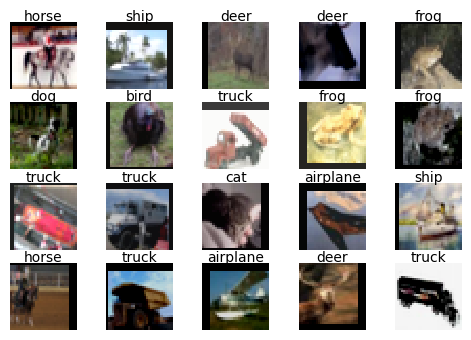 horse ship deer deer frog
dog bird truck frog frog
truck truck cat airplane ship
horse truck airplane deer truck